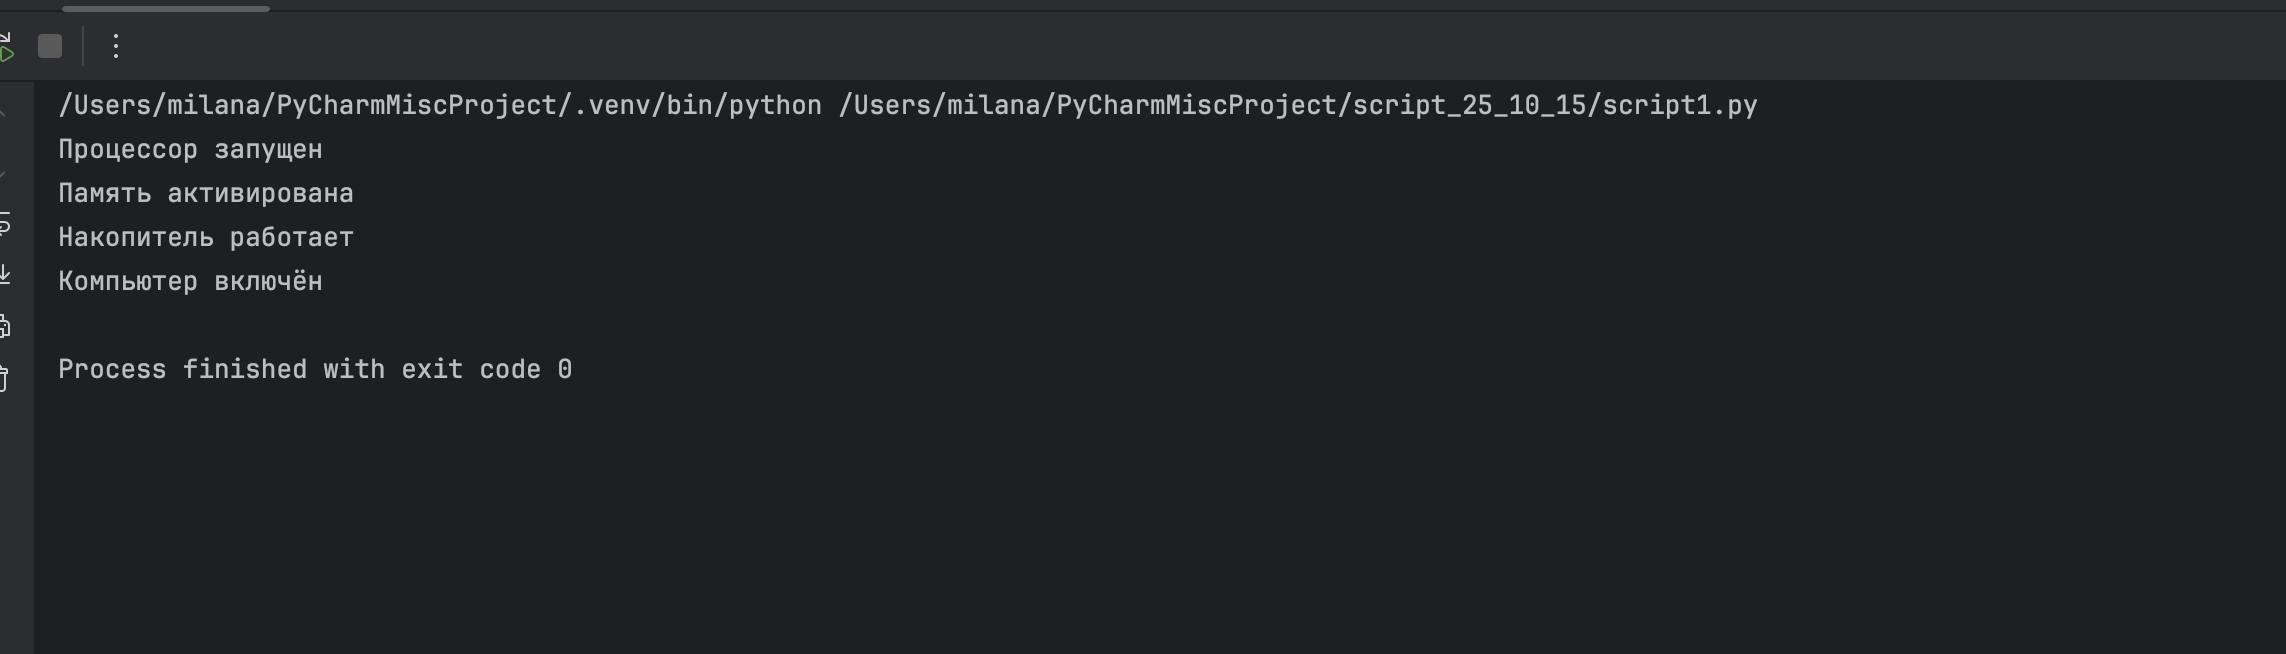 /Users/milana/PyCharmMiscProject/.venv/bin/python /Users/milana/PyCharmMiscProject/script_25_10_15/script1.py
Процессор запущен
Память активирована
Накопитель работает
Компьютер включён
Process finished with exit code 0